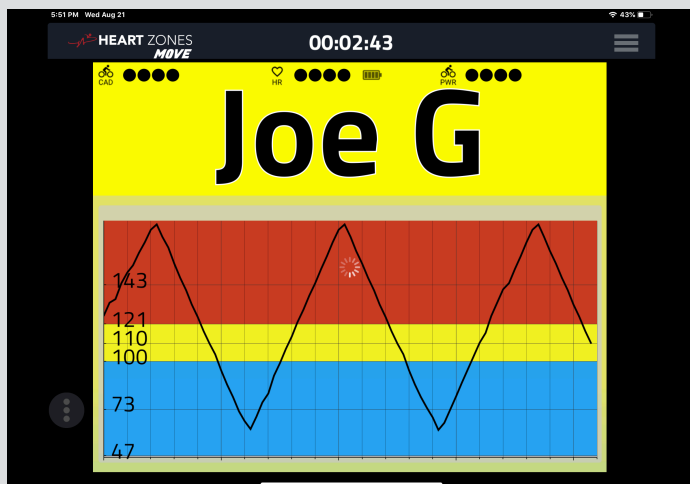 5:51 PM Wed Aug 21
43%
HEART ZONES
MOVE
00:02:43
CAD
HR
PWR
Joe G
143
121
110
100
73
47